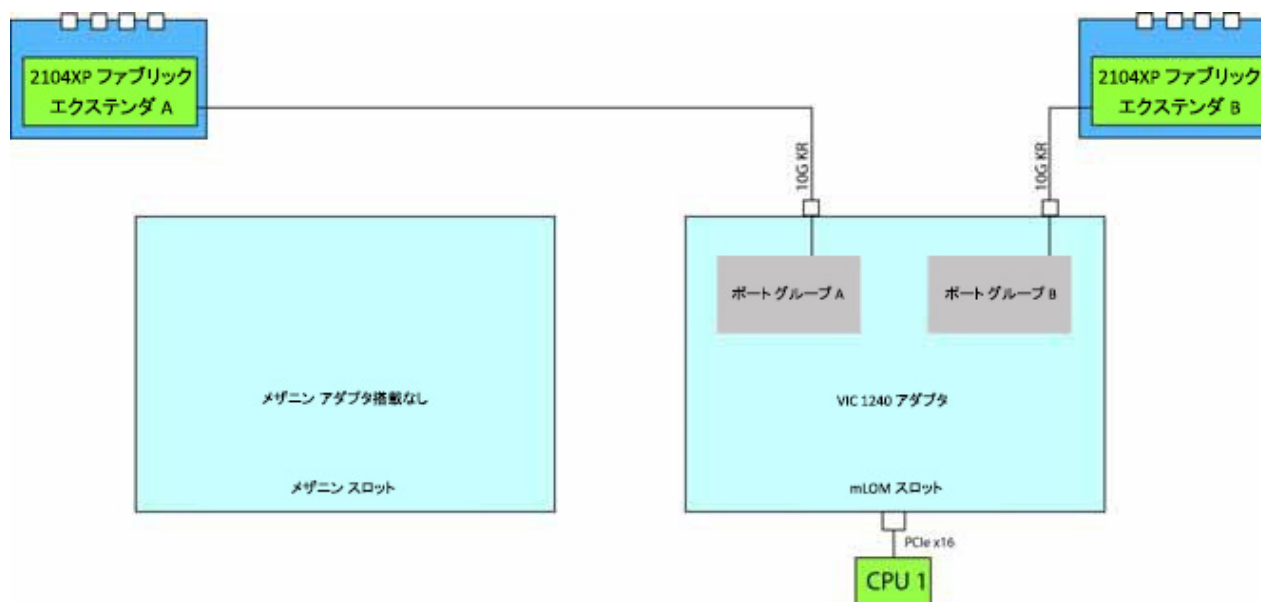 2104XP ファブリック
エクステンダ A
2104XP ファブリック
エクステンダ B
10G KR
10G KR
ポート グループ A
ポート グループ B
メザニン アダプタ搭載なし
VIC 1240 アダプタ
メザニン スロット
mLOM スロット
PCIe x16
CPU 1